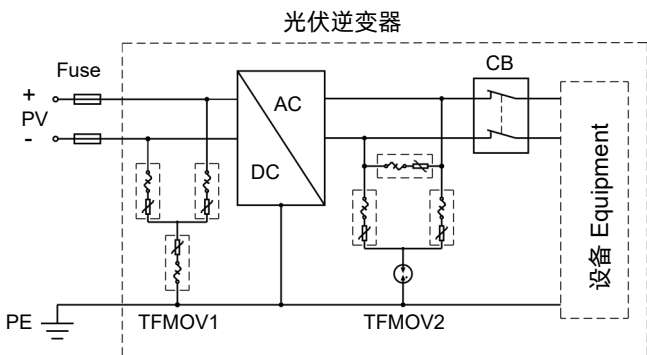 光伏逆变器
Fuse
CB
+
PV
-
AC
DC
设备 Equipment
PE
TFMOV1
TFMOV2